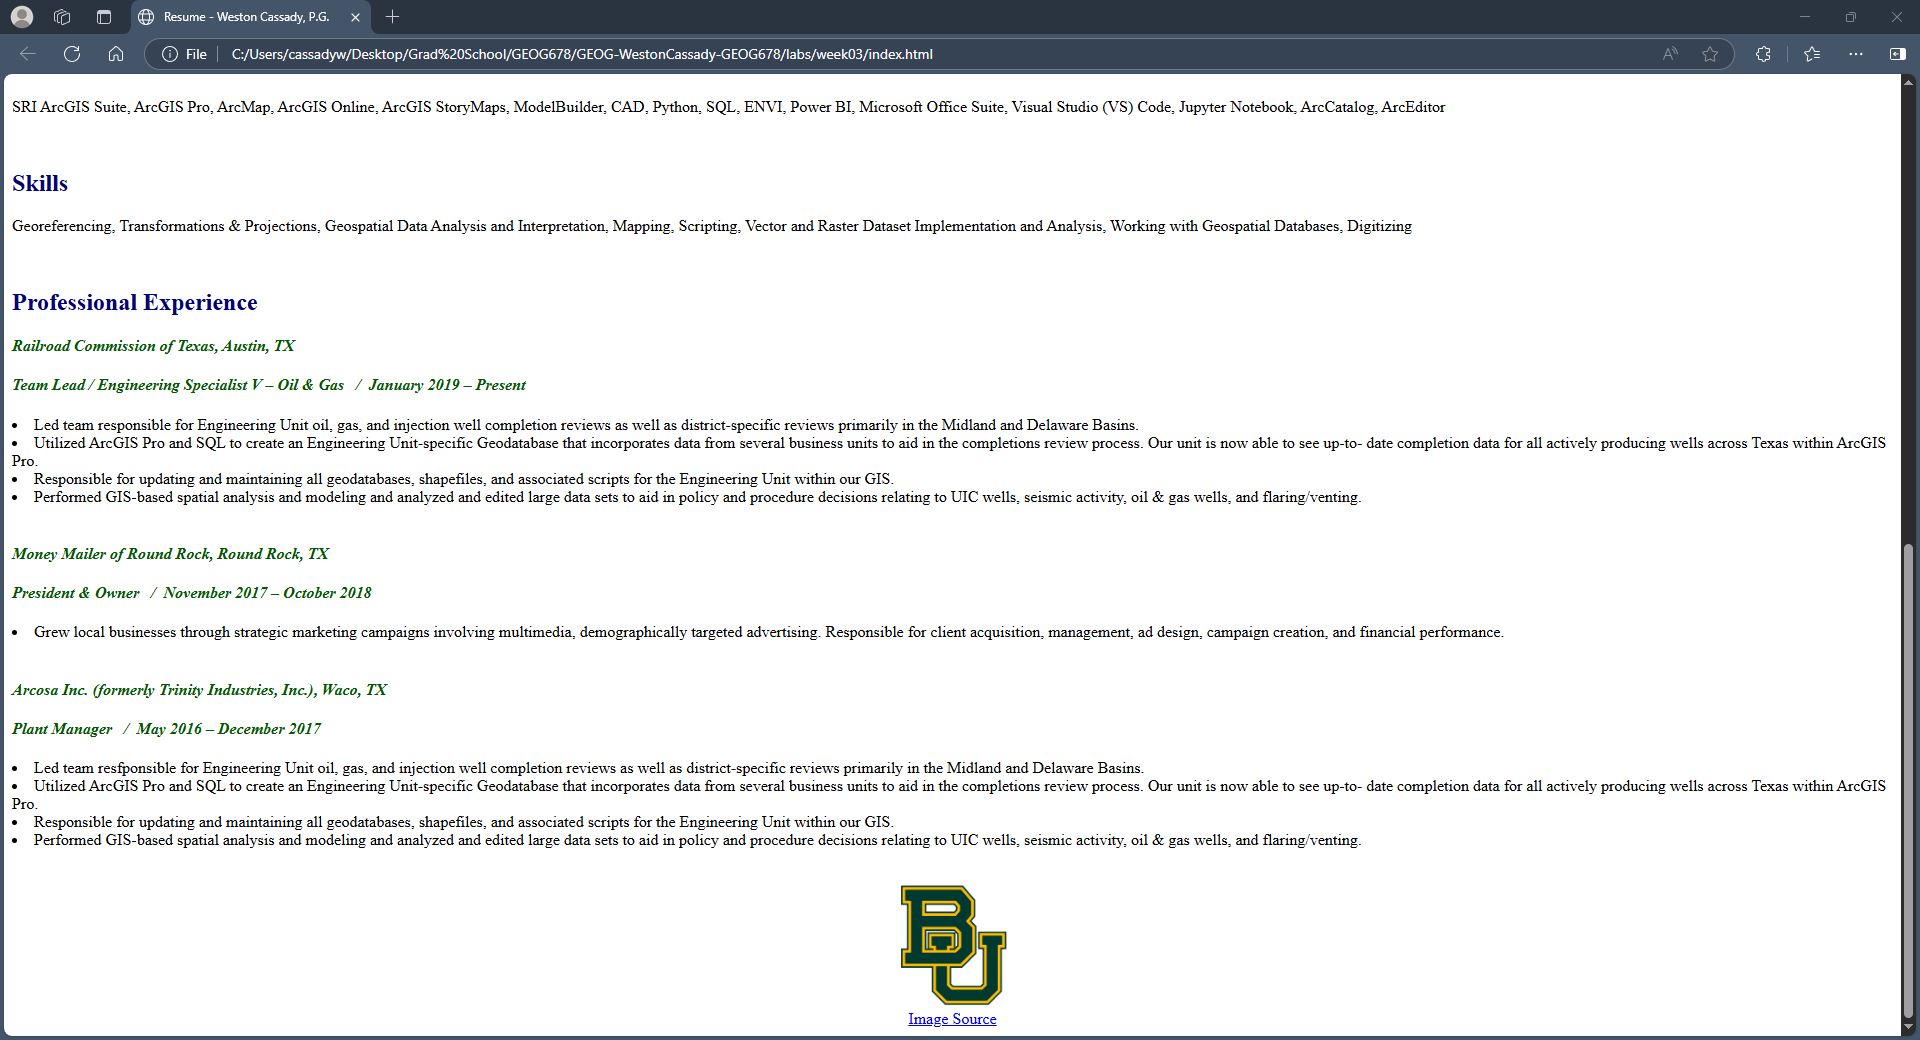 Resume - Weston Cassady, P.G.
File
C:/Users/cassadyw/Desktop/Grad%20School/GEOG678/GEOG-WestonCassady-GEOG678/labs/week03/index.html
SRI ArcGIS Suite, ArcGIS Pro, ArcMap, ArcGIS Online, ArcGIS StoryMaps, ModelBuilder, CAD, Python, SQL, ENVI, Power BI, Microsoft Office Suite, Visual Studio (VS) Code, Jupyter Notebook, ArcCatalog, ArcEditor
Skills
Georeferencing, Transformations & Projections, Geospatial Data Analysis and Interpretation, Mapping, Scripting, Vector and Raster Dataset Implementation and Analysis, Working with Geospatial Databases, Digitizing
Professional Experience
Railroad Commission of Texas, Austin, TX
Team Lead / Engineering Specialist V – Oil & Gas / January 2019 – Present
• Led team responsible for Engineering Unit oil, gas, and injection well completion reviews as well as district-specific reviews primarily in the Midland and Delaware Basins.
• Utilized ArcGIS Pro and SQL to create an Engineering Unit-specific Geodatabase that incorporates data from several business units to aid in the completions review process. Our unit is now able to see up-to- date completion data for all actively producing wells across Texas within ArcGIS
Pro.
• Responsible for updating and maintaining all geodatabases, shapefiles, and associated scripts for the Engineering Unit within our GIS.
• Performed GIS-based spatial analysis and modeling and analyzed and edited large data sets to aid in policy and procedure decisions relating to UIC wells, seismic activity, oil & gas wells, and flaring/venting.
Money Mailer of Round Rock, Round Rock, TX
President & Owner / November 2017 – October 2018
• Grew local businesses through strategic marketing campaigns involving multimedia, demographically targeted advertising. Responsible for client acquisition, management, ad design, campaign creation, and financial performance.
Arcosa Inc. (formerly Trinity Industries, Inc.), Waco, TX
Plant Manager / May 2016 – December 2017
• Led team resfponsible for Engineering Unit oil, gas, and injection well completion reviews as well as district-specific reviews primarily in the Midland and Delaware Basins.
• Utilized ArcGIS Pro and SQL to create an Engineering Unit-specific Geodatabase that incorporates data from several business units to aid in the completions review process. Our unit is now able to see up-to- date completion data for all actively producing wells across Texas within ArcGIS
Pro.
• Responsible for updating and maintaining all geodatabases, shapefiles, and associated scripts for the Engineering Unit within our GIS.
• Performed GIS-based spatial analysis and modeling and analyzed and edited large data sets to aid in policy and procedure decisions relating to UIC wells, seismic activity, oil & gas wells, and flaring/venting.
BU
Image Source